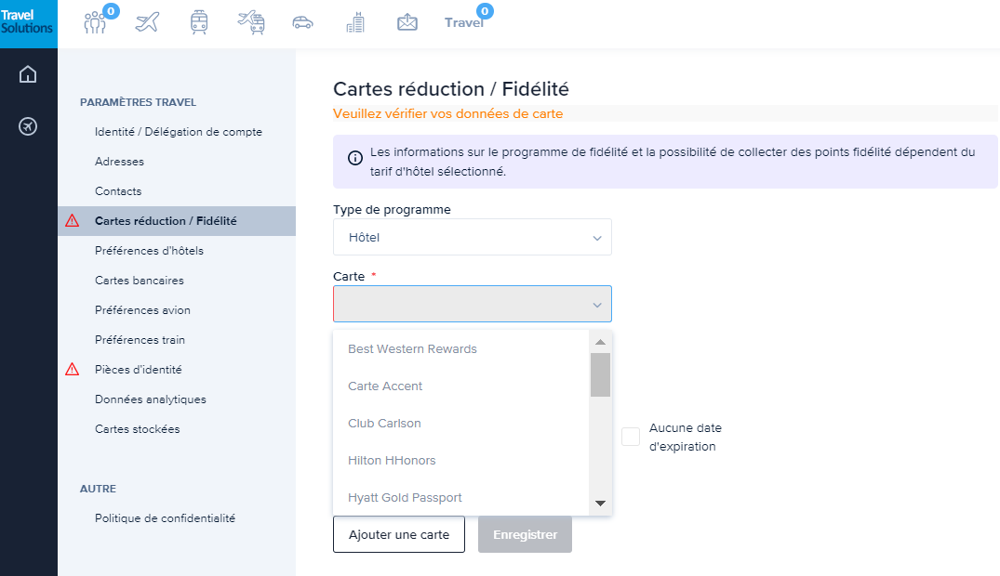 Travel
Solutions
0
Travel
0
PARAMÈTRES TRAVEL
Identité / Délégation de compte
Adresses
Contacts
Cartes réduction / Fidélité
Préférences d'hôtels
Cartes bancaires
Préférences avion
Préférences train
Pièces d'identité
Données analytiques
Cartes stockées
AUTRE
Politique de confidentialité
Cartes réduction / Fidélité
Veuillez vérifier vos données de carte
Les informations sur le programme de fidélité et la possibilité de collecter des points fidélité dépendent du
tarif d'hôtel sélectionné.
Type de programme
Hôtel
Carte *
Best Western Rewards
Carte Accent
Club Carlson
Hilton HHonors
Hyatt Gold Passport
Aucune date
d'expiration
Ajouter une carte
Enregistrer